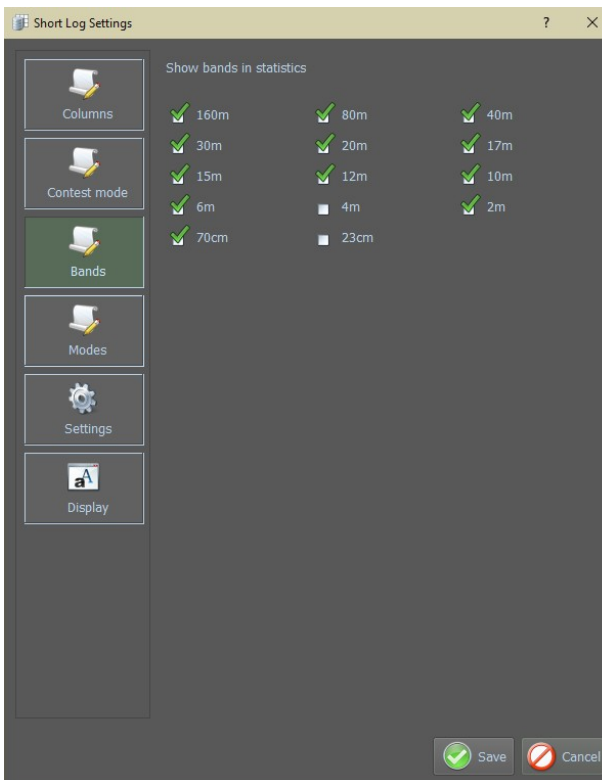 Short Log Settings ?
Columns
Contest mode
Bands
Modes
Settings
aA
Display
Show bands in statistics
160m 80m 40m
30m 20m 17m
15m 12m 10m
6m 4m 2m
70cm 23cm
Save Cancel